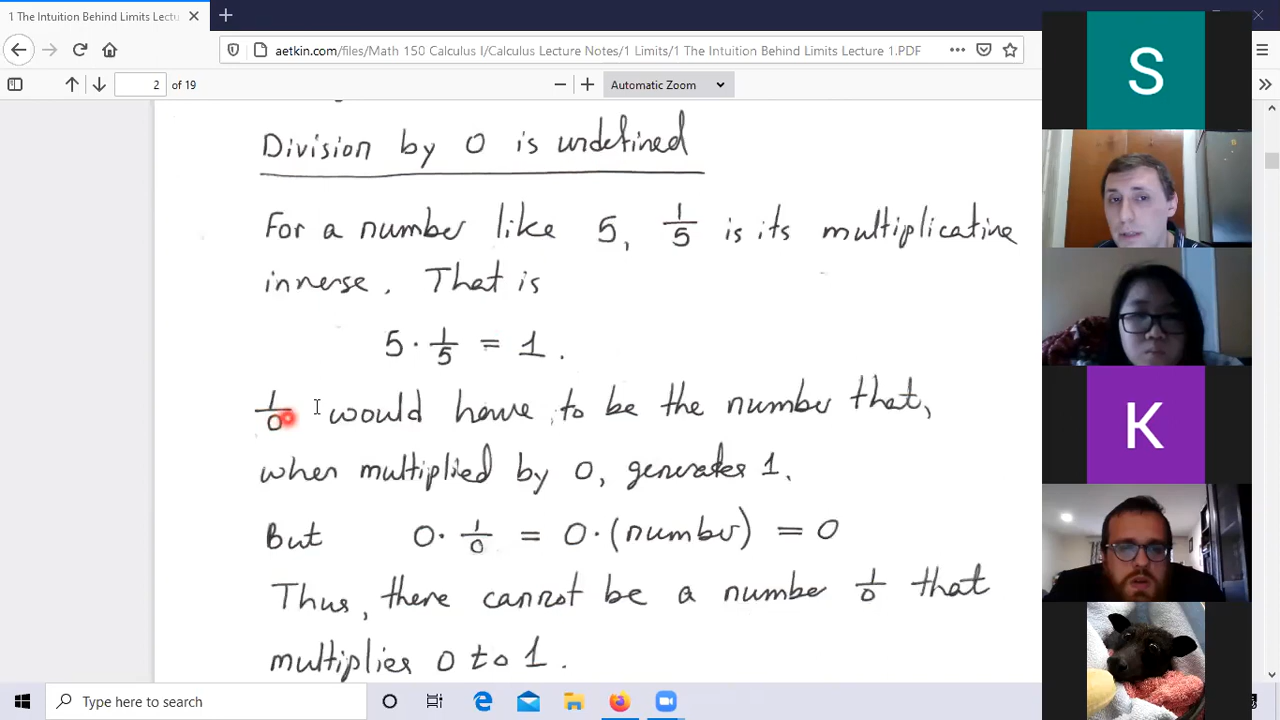 1 The Intuition Behind Limits Lectu
aetkin.com/files/Math 150 Calculus I/Calculus Lecture Notes/1 Limits/1 The Intuition Behind Limits Lecture 1.PDF
2 of 19
Automatic Zoom
Division by 0 is undefined
For a number like 5, 1/5 is its multiplicative
inverse. That is
5 · 1/5 = 1.
1/0 would have to be the number that,
when multiplied by 0, generates 1.
But 0 · 1/0 = 0 · (number) = 0
Thus, there cannot be a number 1/0 that
multiplies 0 to 1.
S
K
Type here to search